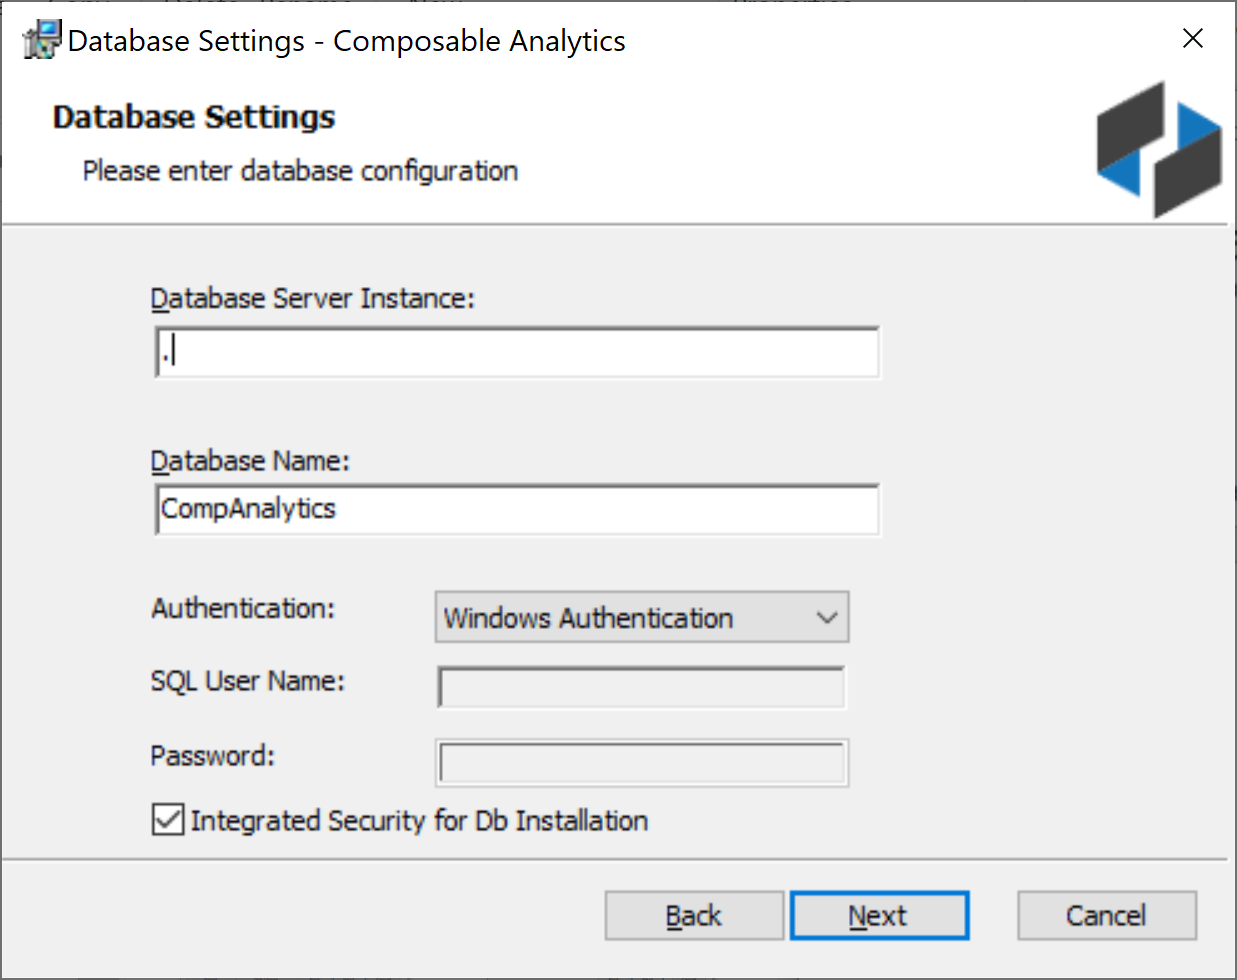 Database Settings - Composable Analytics
Database Settings
Please enter database configuration
Database Server Instance:
.
Database Name:
CompAnalytics
Authentication: Windows Authentication
SQL User Name:
Password:
Integrated Security for Db Installation
Back Next Cancel